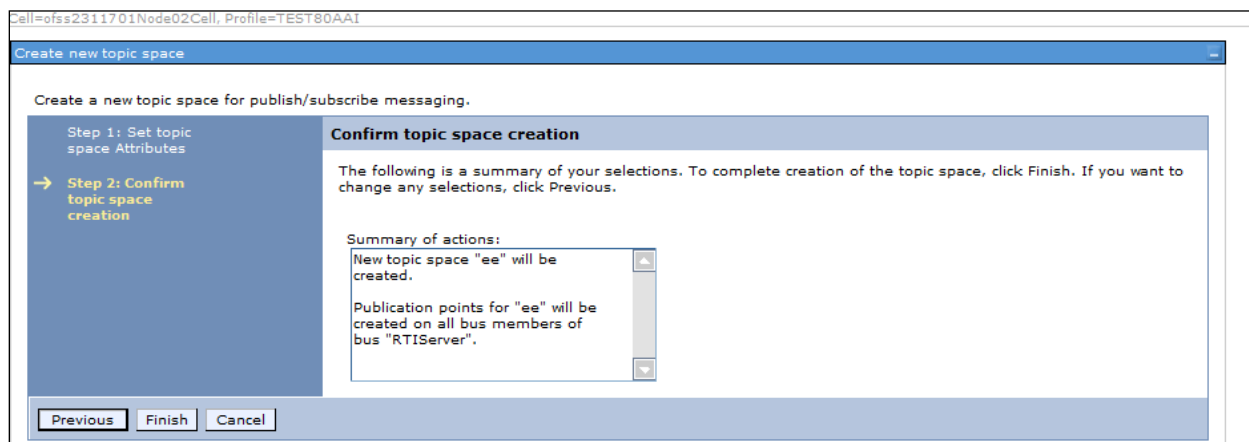 Cell=ofss2311701Node02Cell, Profile=TEST80AAI
Create new topic space
Create a new topic space for publish/subscribe messaging.
Step 1: Set topic
space Attributes
Step 2: Confirm
topic space
creation
Confirm topic space creation
The following is a summary of your selections. To complete creation of the topic space, click Finish. If you want to
change any selections, click Previous.
Summary of actions:
New topic space "ee" will be
created.
Publication points for "ee" will be
created on all bus members of
bus "RTIServer".
Previous Finish Cancel